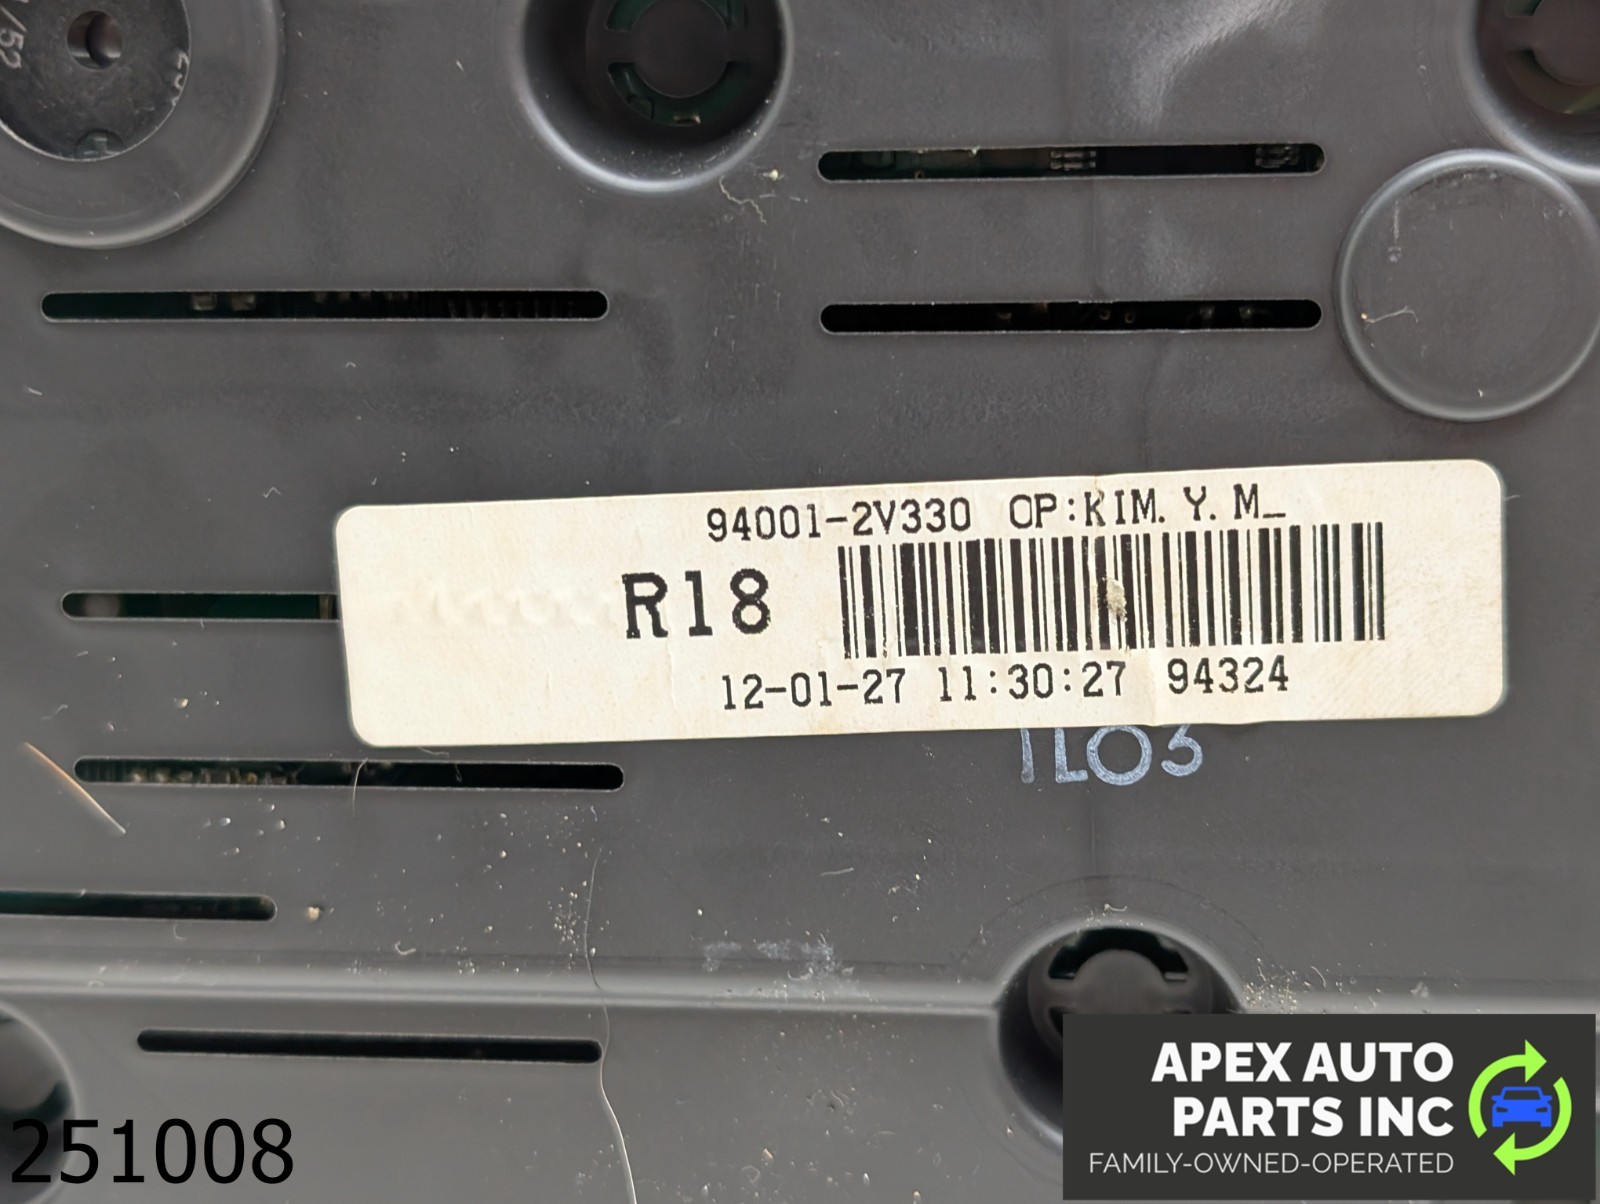 /52
94001-2V330 OP:KIM. Y. M_
R18
12-01-27 11:30:27 94324
1L03
251008
APEX AUTO
PARTS INC
FAMILY-OWNED-OPERATED